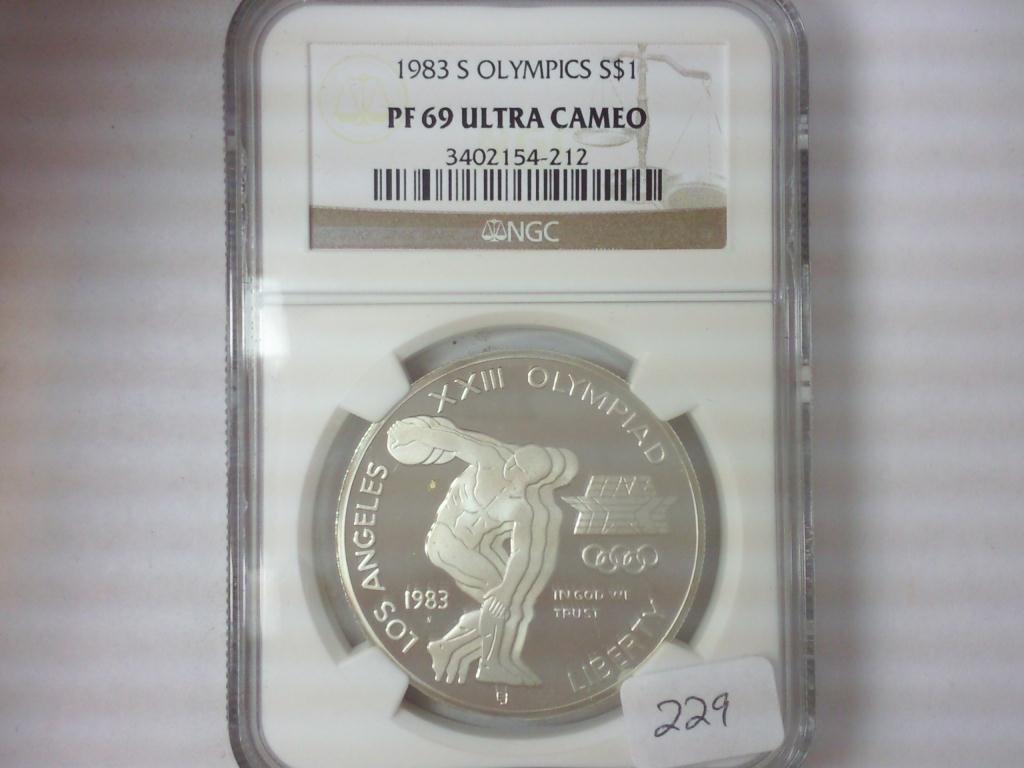 1983 S OLYMPICS S$1
PF 69 ULTRA CAMEO
3402154-212
NGC
LOS ANGELES XXIII OLYMPIAD
1983
IN GOD WE
TRUST
LIBERTY
229